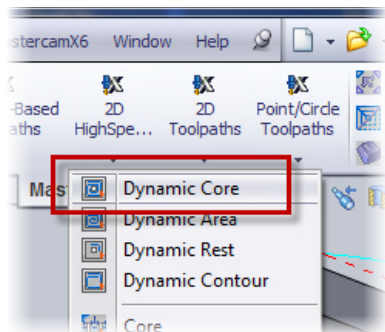 stercamX6 Window Help
-Based 2D 2D Point/Circle
aths HighSpe... Toolpaths Toolpaths
Mas
Dynamic Core
Dynamic Area
Dynamic Rest
Dynamic Contour
Core